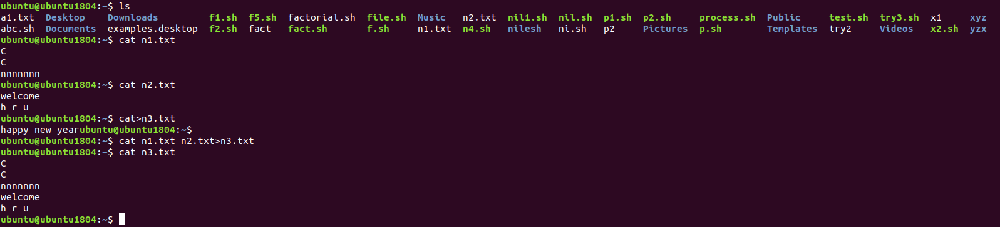 ubuntu@ubuntu1804:~$ ls
a1.txt  Desktop    Downloads         f1.sh  f5.sh  factorial.sh  file.sh  Music   n2.txt  nil1.sh  nil.sh  p1.sh  p2.sh     process.sh  Public     test.sh  try3.sh  x1     xyz
abc.sh  Documents  examples.desktop  f2.sh  fact   fact.sh       f.sh     n1.txt  n4.sh   nilesh   ni.sh   p2     Pictures  p.sh        Templates  try2     Videos   x2.sh  yzx
ubuntu@ubuntu1804:~$ cat n1.txt
C
C
nnnnnnn
ubuntu@ubuntu1804:~$ cat n2.txt
welcome
h r u
ubuntu@ubuntu1804:~$ cat>n3.txt
happy new yearubuntu@ubuntu1804:~$
ubuntu@ubuntu1804:~$ cat n1.txt n2.txt>n3.txt
ubuntu@ubuntu1804:~$ cat n3.txt
C
C
nnnnnnn
welcome
h r u
ubuntu@ubuntu1804:~$